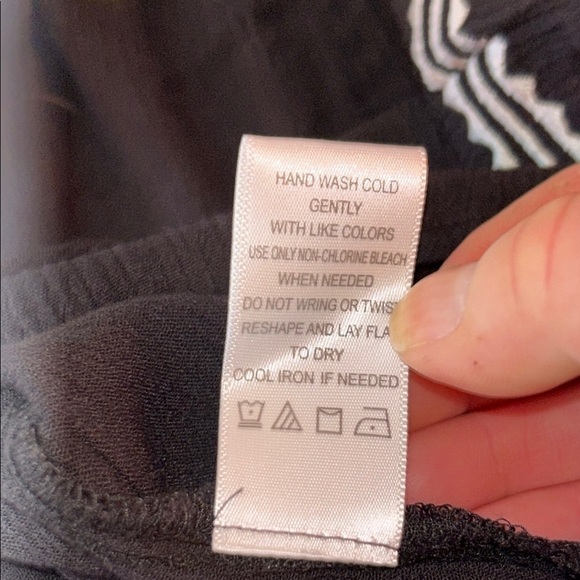 HAND WASH COLD
GENTLY
WITH LIKE COLORS
USE ONLY NON-CHLORINE BLEACH
WHEN NEEDED
DO NOT WRING OR TWIST
RESHAPE AND LAY FLA
TO DRY
COOL IRON IF NEEDED